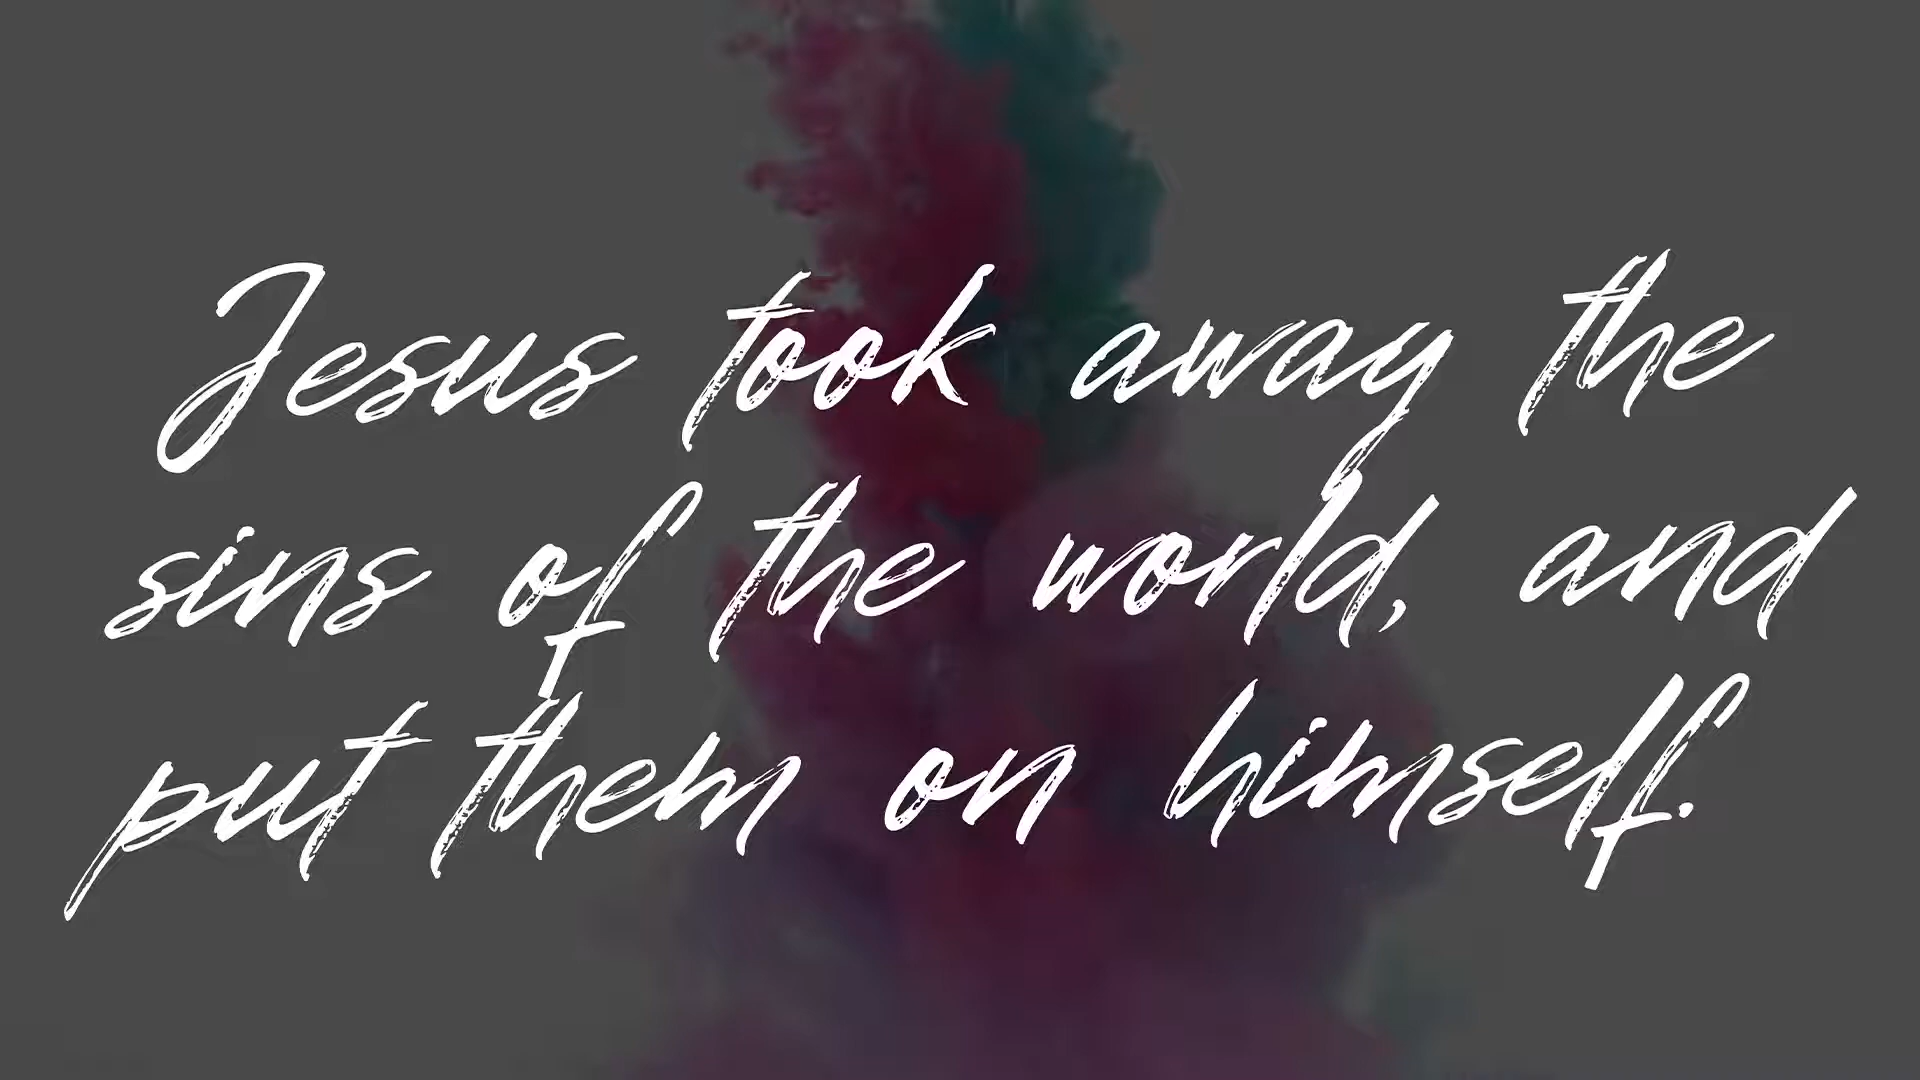 Jesus took away the
sins of the world, and
put them on himself.